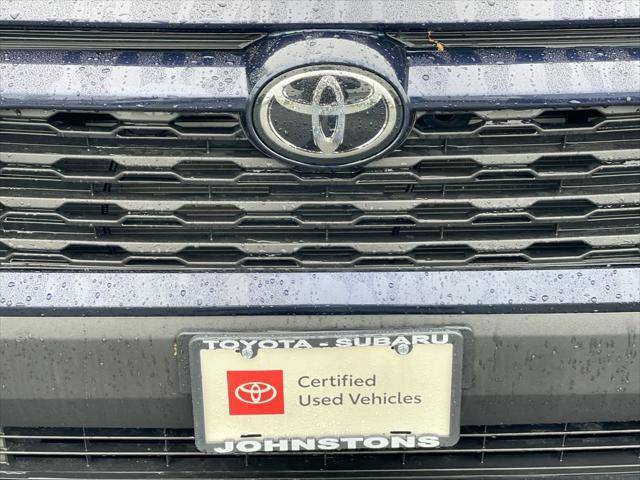 TOYOTA - SUBARU
Certified
Used Vehicles
JOHNSTONS